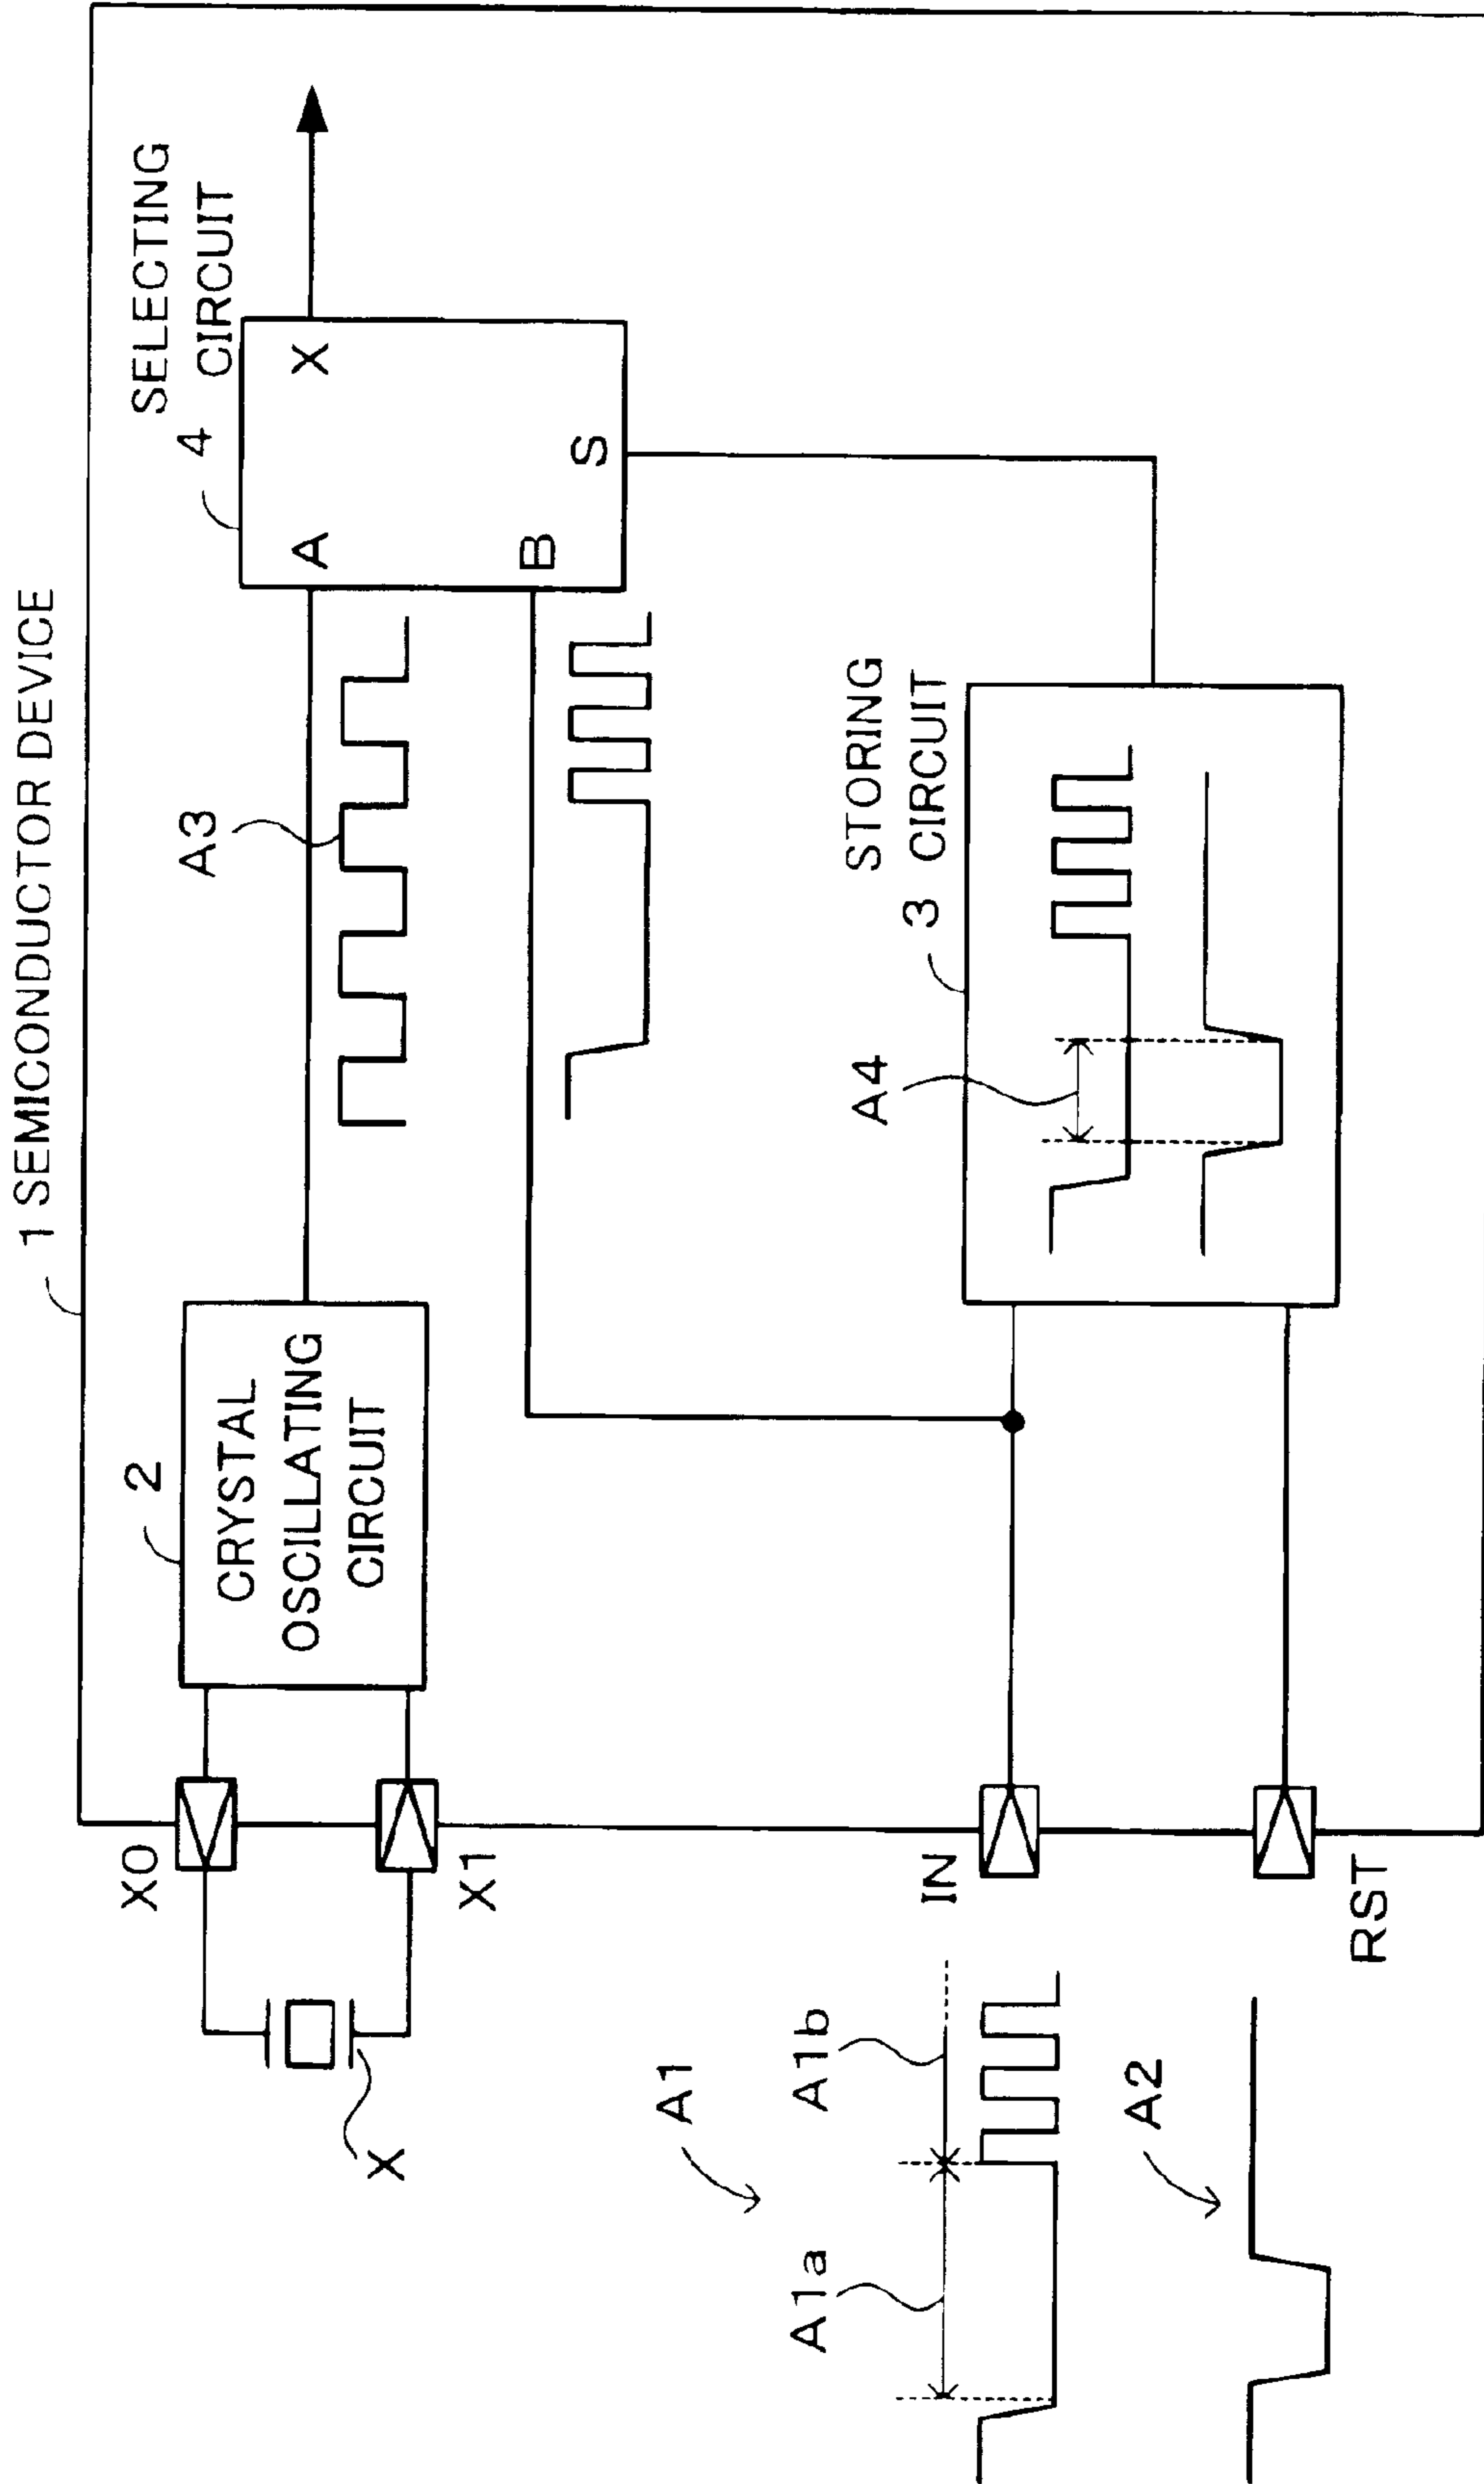 1 SEMICONDUCTOR DEVICE
X0
X1
X
2
CRYSTAL
OSCILLATING
CIRCUIT
A3
4
SELECTING
CIRCUIT
A
X
B
S
A1
A1a
A1b
IN
A2
RST
3
STORING
CIRCUIT
A4